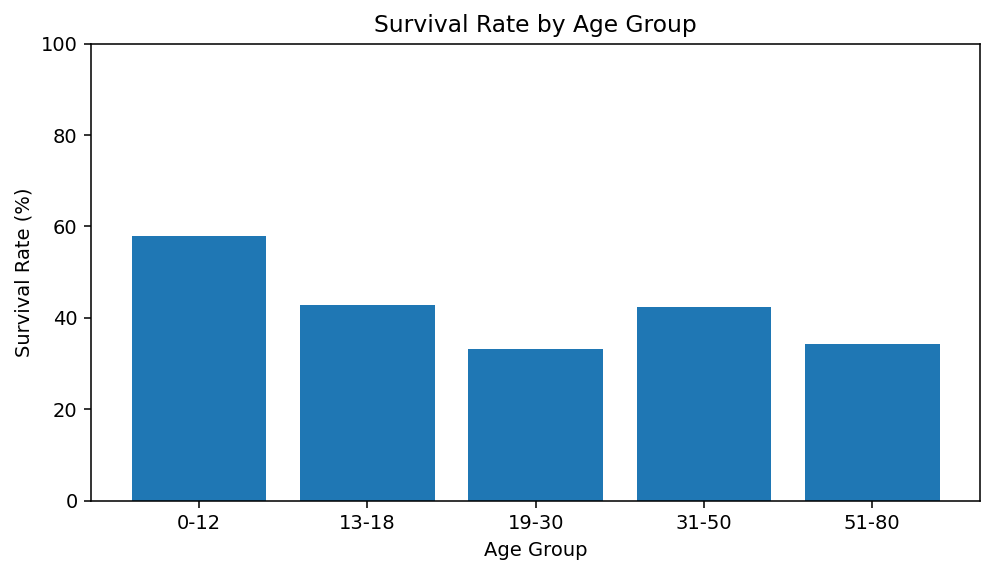 Survival Rate by Age Group
100
80
60
40
20
0
Survival Rate (%)
0-12 13-18 19-30 31-50 51-80
Age Group